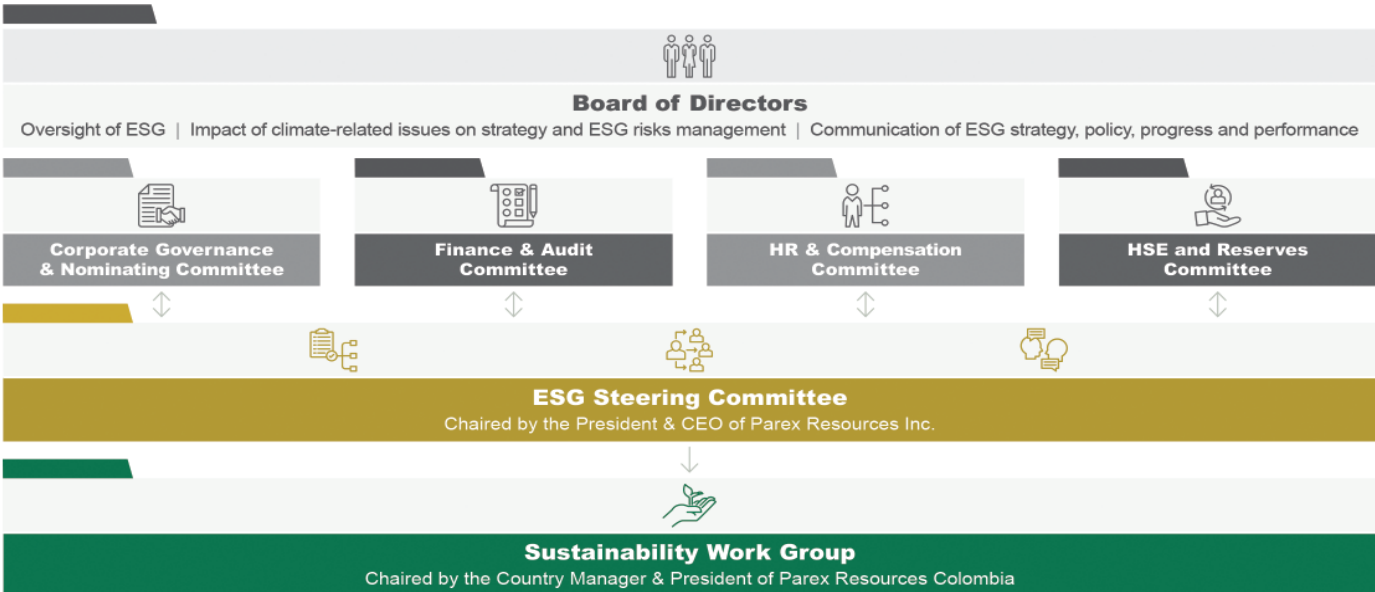 Board of Directors
Oversight of ESG | Impact of climate-related issues on strategy and ESG risks management | Communication of ESG strategy, policy, progress and performance
Corporate Governance
& Nominating Committee
Finance & Audit
Committee
HR & Compensation
Committee
HSE and Reserves
Committee
ESG Steering Committee
Chaired by the President & CEO of Parex Resources Inc.
Sustainability Work Group
Chaired by the Country Manager & President of Parex Resources Colombia